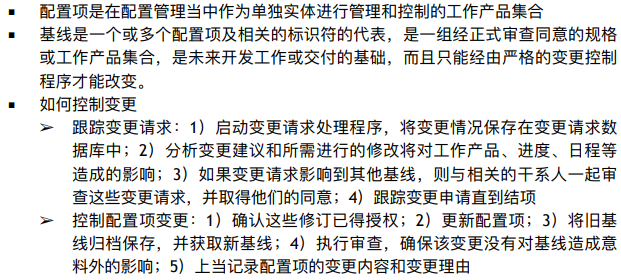 ▪ 配置项是在配置管理当中作为单独实体进行管理和控制的工作产品集合
▪ 基线是一个或多个配置项及相关的标识符的代表，是一组经正式审查同意的规格
或工作产品集合，是未来开发工作或交付的基础，而且只能经由严格的变更控制
程序才能改变。
▪ 如何控制变更
➢ 跟踪变更请求：1）启动变更请求处理程序，将变更情况保存在变更请求数
据库中；2）分析变更建议和所需进行的修改将对工作产品、进度、日程等
造成的影响；3）如果变更请求影响到其他基线，则与相关的干系人一起审
查这些变更请求，并取得他们的同意；4）跟踪变更申请直到结项
➢ 控制配置项变更：1）确认这些修订已得授权；2）更新配置项；3）将旧基
线归档保存，并获取新基线；4）执行审查，确保该变更没有对基线造成意
料外的影响；5）上当记录配置项的变更内容和变更理由